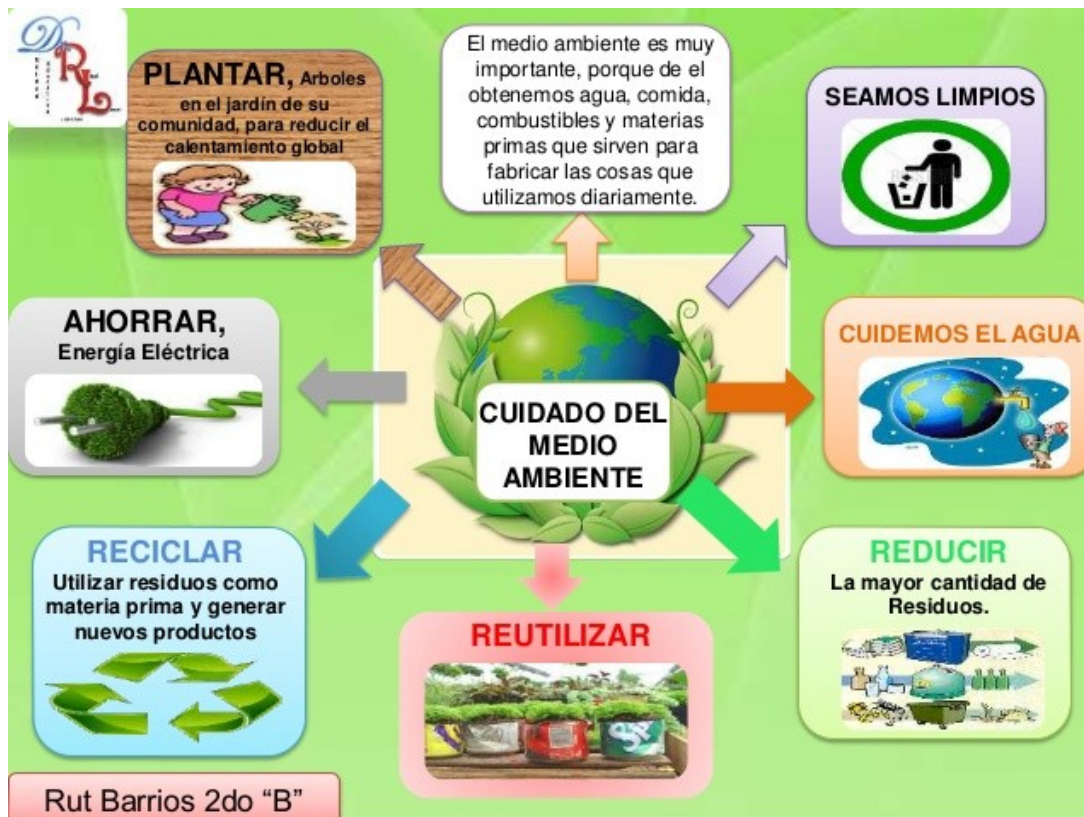 D
R
L
PLANTAR, Arboles
en el jardín de su
comunidad, para reducir el
calentamiento global
El medio ambiente es muy
importante, porque de el
obtenemos agua, comida,
combustibles y materias
primas que sirven para
fabricar las cosas que
utilizamos diariamente.
SEAMOS LIMPIOS
AHORRAR,
Energía Eléctrica
CUIDADO DEL
MEDIO
AMBIENTE
CUIDEMOS EL AGUA
RECICLAR
Utilizar residuos como
materia prima y generar
nuevos productos
REUTILIZAR
REDUCIR
La mayor cantidad de
Residuos.
Rut Barrios 2do “B”